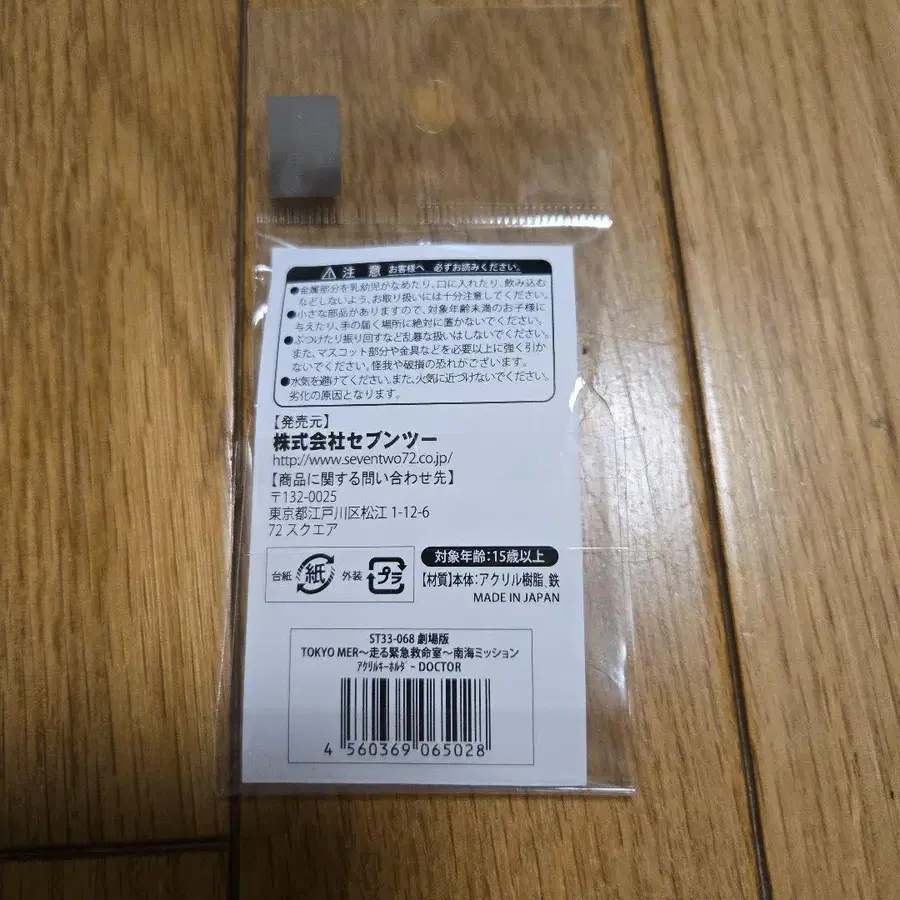 注意 お客様へ 必ずお読みください。
●金属部分を乳幼児がなめたり、口に入れたり、飲み込む
などしないよう、お取り扱いには十分注意してください。
●小さな部品がありますので、対象年齢未満のお子様に
与えたり、手の届く場所に絶対に置かないでください。
●ぶつけたり振り回すなど乱暴な扱いはしないでください。
また、マスコット部分や金具などを必要以上に強く引か
ないでください。怪我や破損の恐れがございます。
●水気を避けてください。また、火気に近づけないでください。
劣化の原因となります。
【発売元】
株式会社セブンツー
http://www.seventwo72.co.jp/
【商品に関する問い合わせ先】
〒132-0025
東京都江戸川区松江 1-12-6
72 スクエア
台紙 紙 外装 プラ
対象年齢:15歳以上
【材質】本体:アクリル樹脂、鉄
MADE IN JAPAN
ST33-068 劇場版
TOKYO MER～走る緊急救命室～南海ミッション
アクリルキーホルダー DOCTOR
4 560369 065028